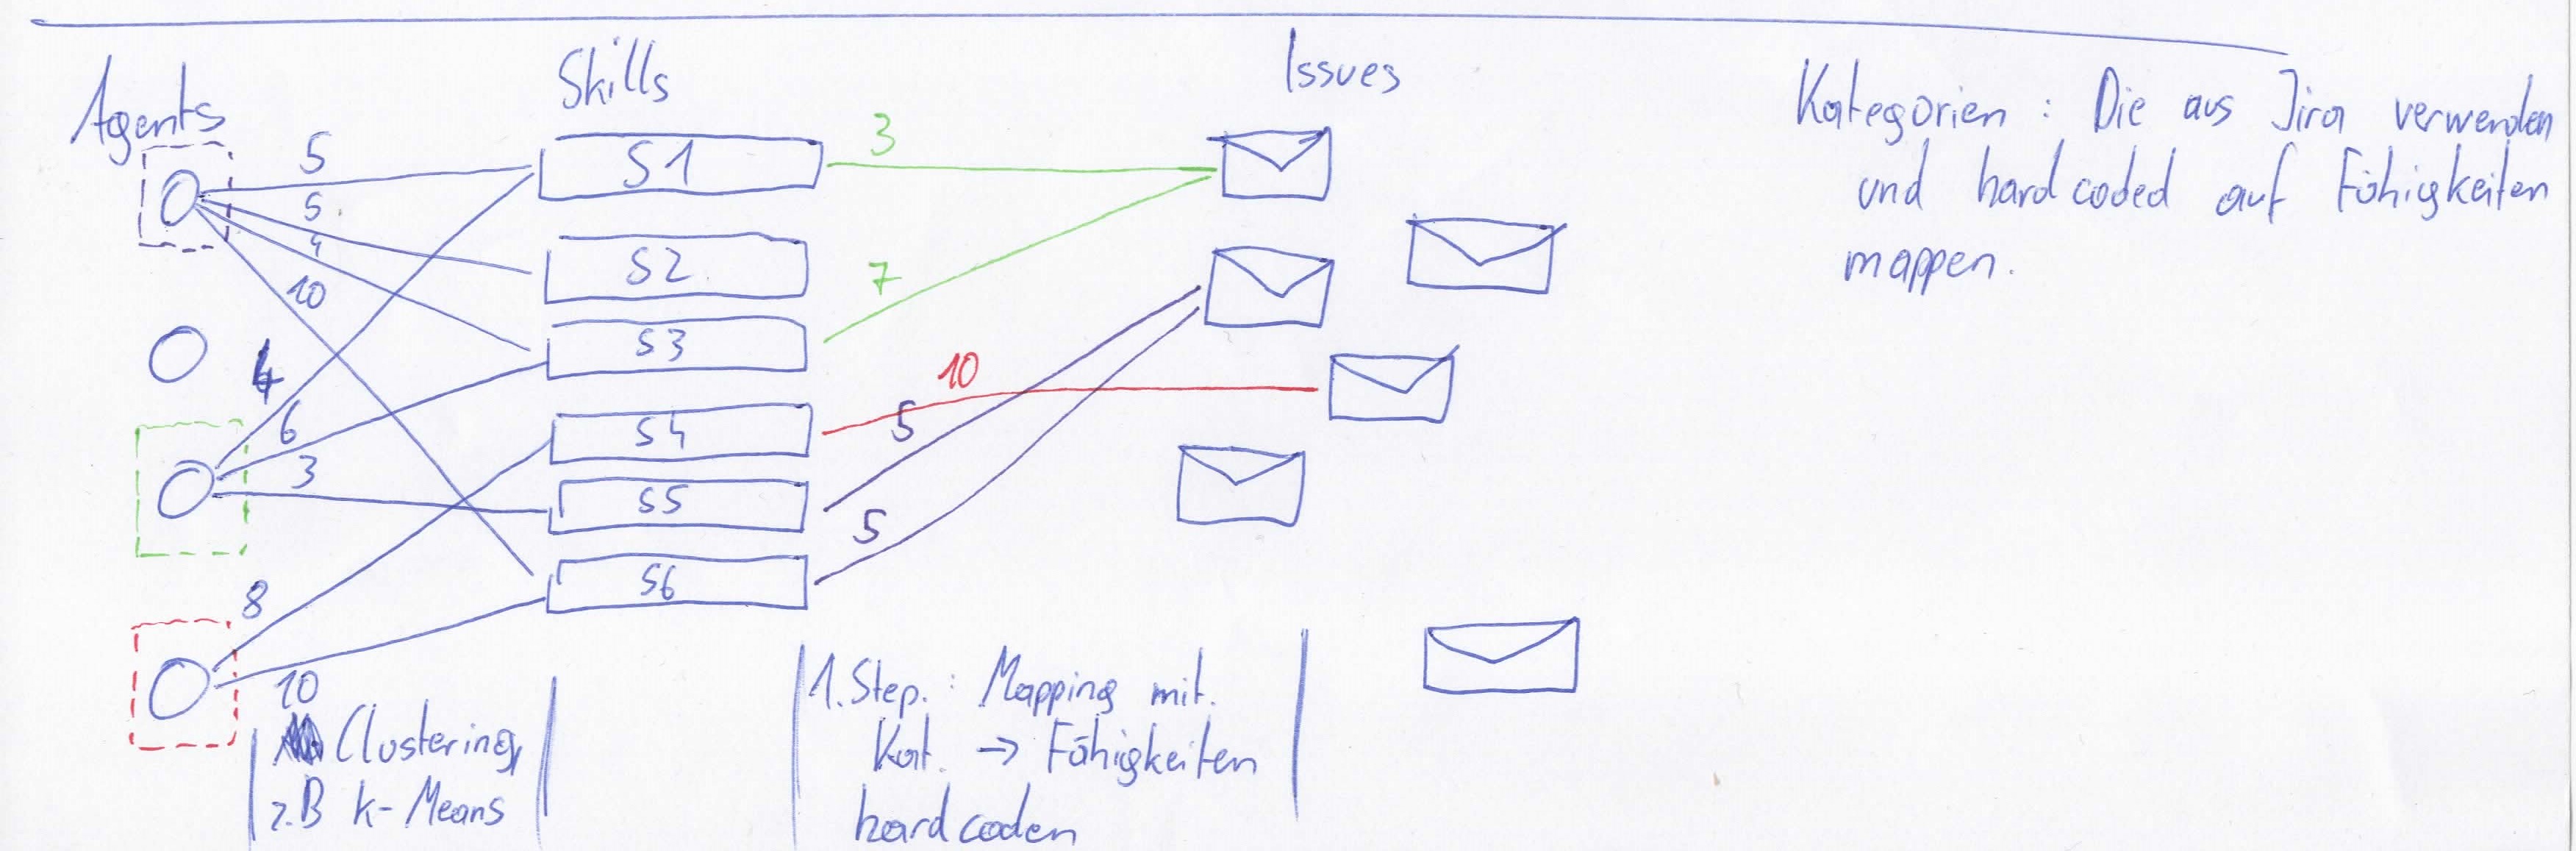 Agents
Skills
Issues
Kategorien : Die aus Jira verwenden
und hardcoded auf Fähigkeiten
mappen.
5
5
4
10
4
6
3
8
10
S1
S2
S3
S4
S5
S6
3
7
10
5
5
Clustering,
z.B k-Means
1. Step. : Mapping mit.
Kat. -> Fähigkeiten
hardcoden